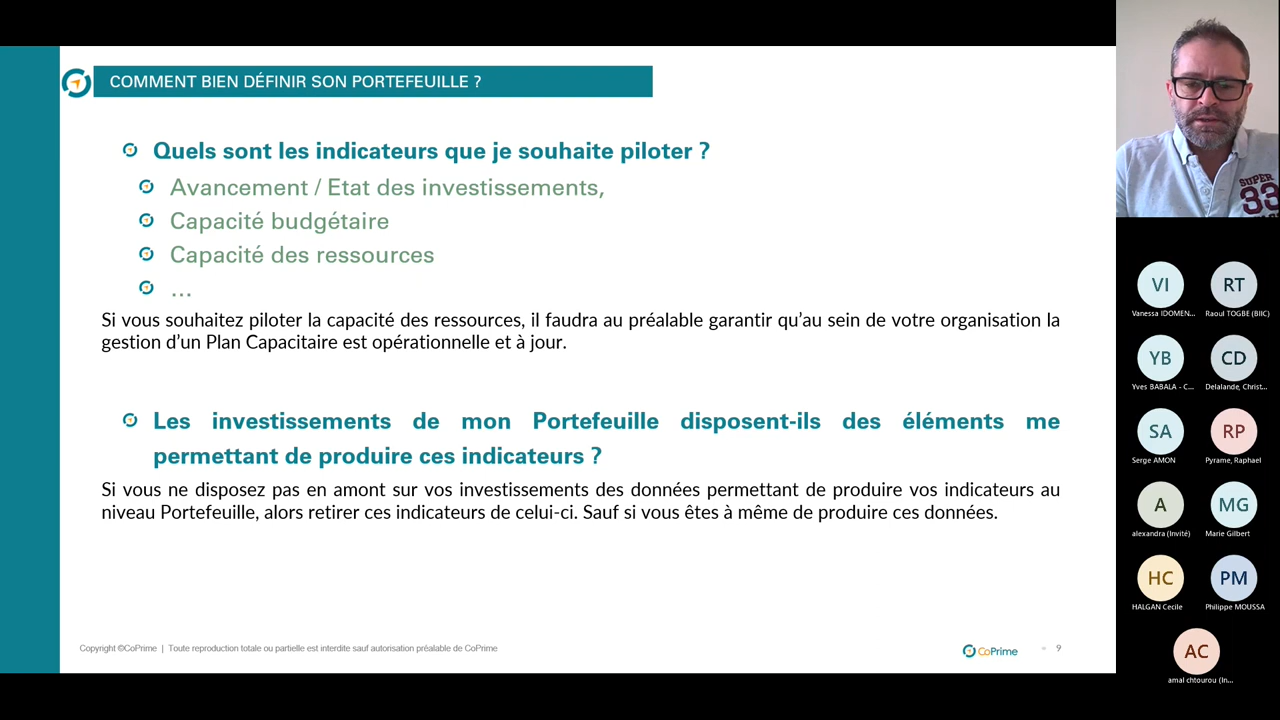 COMMENT BIEN DÉFINIR SON PORTEFEUILLE ?
Quels sont les indicateurs que je souhaite piloter ?
Avancement / Etat des investissements,
Capacité budgétaire
Capacité des ressources
...
Si vous souhaitez piloter la capacité des ressources, il faudra au préalable garantir qu'au sein de votre organisation la
gestion d'un Plan Capacitaire est opérationnelle et à jour.
Les investissements de mon Portefeuille disposent-ils des éléments me
permettant de produire ces indicateurs ?
Si vous ne disposez pas en amont sur vos investissements des données permettant de produire vos indicateurs au
niveau Portefeuille, alors retirer ces indicateurs de celui-ci. Sauf si vous êtes à même de produire ces données.
Copyright ©CoPrime | Toute reproduction totale ou partielle est interdite sauf autorisation préalable de CoPrime
CoPrime
9
SUPER
33
VI
Vanessa IDOMEN...
RT
Raoul TOGBE (BIIC)
YB
Yves BABALA - C...
CD
Delalande, Christ...
SA
Serge AMON
RP
Pyrame, Raphael
A
alexandra (Invité)
MG
Marie Gilbert
HC
HALGAN Cecile
PM
Philippe MOUSSA
AC
amal chtourou (In...